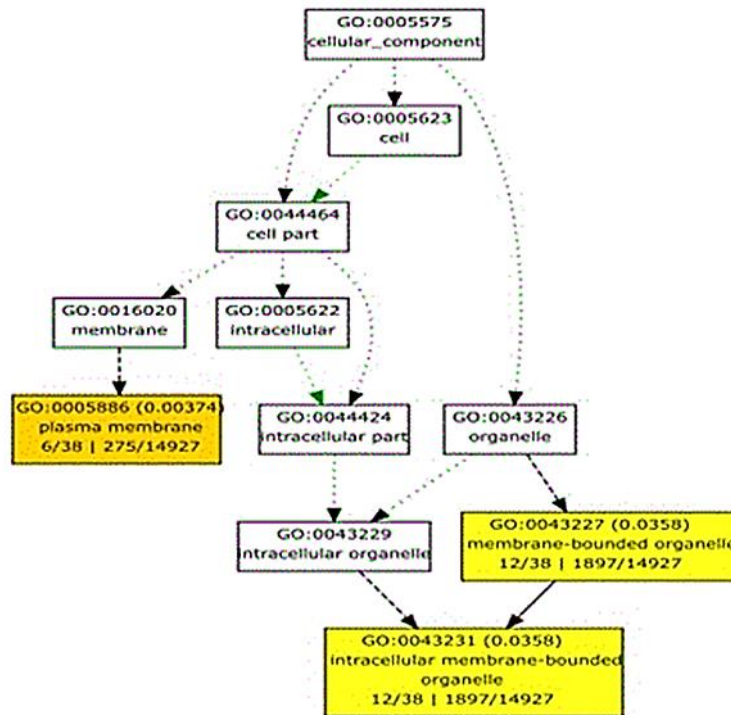 GO:0005575
cellular_component
GO:0005623
cell
GO:0044464
cell part
GO:0016020
membrane
GO:0005622
intracellular
GO:0005886 (0.00374)
plasma membrane
6/38 | 275/14927
GO:0044424
intracellular part
GO:0043226
organelle
GO:0043229
intracellular organelle
GO:0043227 (0.0358)
membrane-bounded organelle
12/38 | 1897/14927
GO:0043231 (0.0358)
intracellular membrane-bounded
organelle
12/38 | 1897/14927